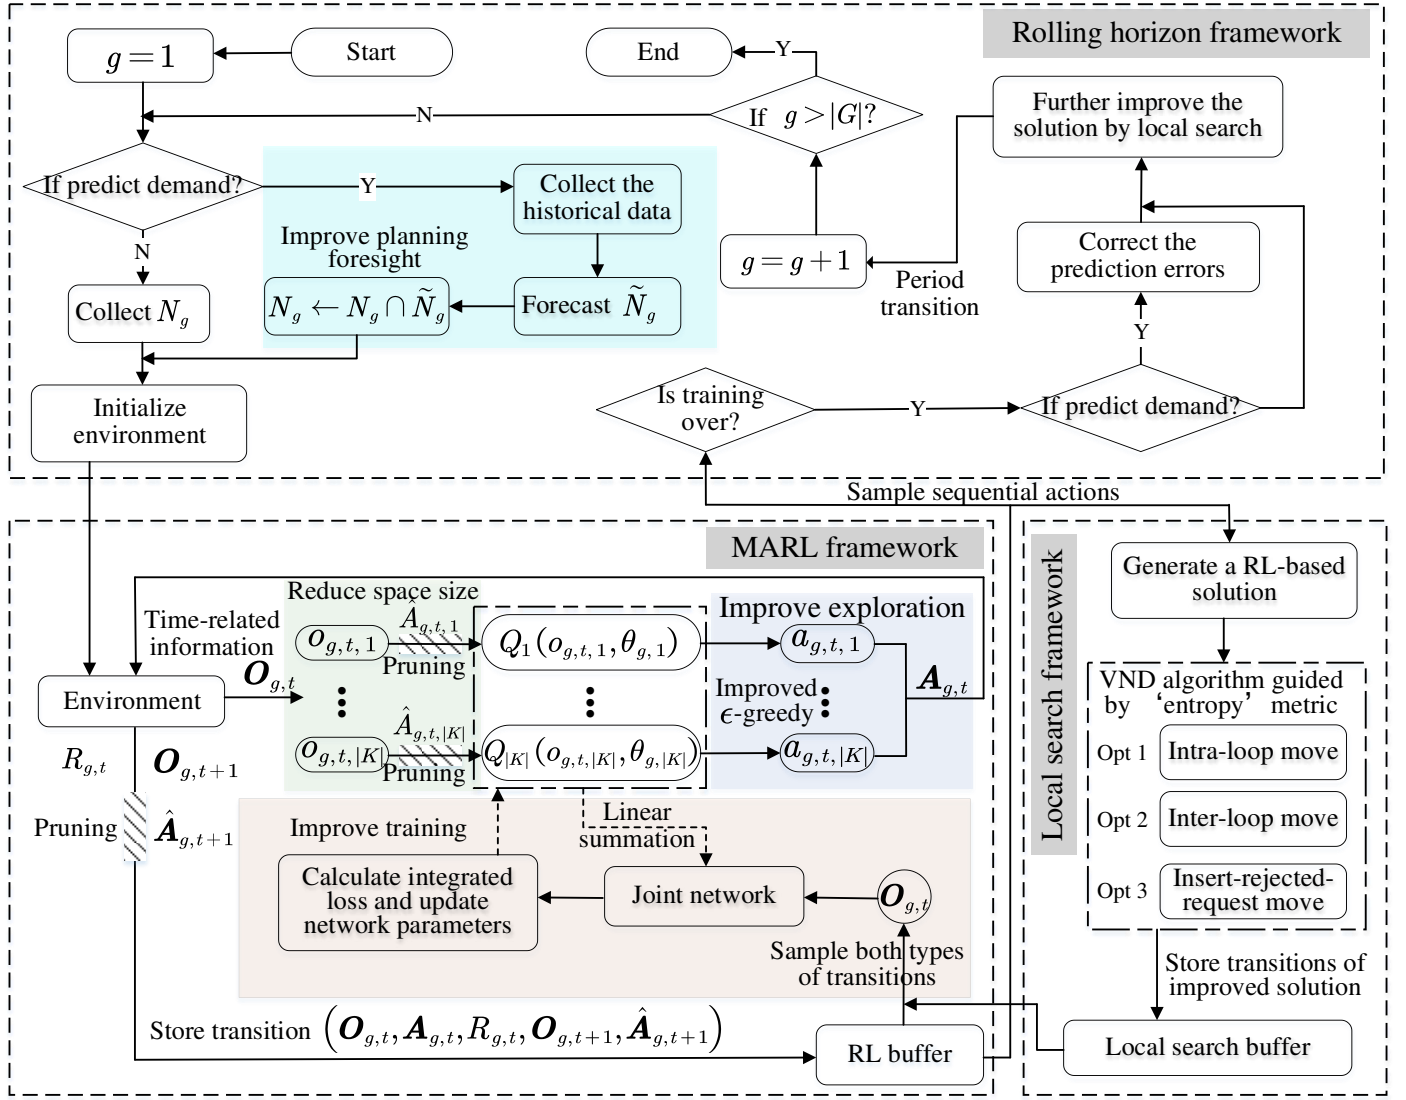 Rolling horizon framework
g = 1
Start
End
Y
If g > |G|?
N
Further improve the
solution by local search
If predict demand?
Y
Collect the
historical data
N
Improve planning
foresight
Collect N_g
N_g ← N_g ∩ Ñ_g
Forecast Ñ_g
g = g + 1
Period
transition
Correct the
prediction errors
Y
Initialize
environment
Is training
over?
Y
If predict demand?
Sample sequential actions
MARL framework
Reduce space size
Improve exploration
Time-related
information
O_{g,t}
Environment
o_{g,t,1}
Â_{g,t,1}
Pruning
Q_1(o_{g,t,1}, θ_{g,1})
a_{g,t,1}
Improved
ϵ-greedy
A_{g,t}
o_{g,t,|K|}
Â_{g,t,|K|}
Pruning
Q_{|K|}(o_{g,t,|K|}, θ_{g,|K|})
a_{g,t,|K|}
R_{g,t}
O_{g,t+1}
Pruning
Â_{g,t+1}
Improve training
Linear
summation
Calculate integrated
loss and update
network parameters
Joint network
O_{g,t}
Sample both types
of transitions
Store transition (O_{g,t}, A_{g,t}, R_{g,t}, O_{g,t+1}, Â_{g,t+1})
RL buffer
Local search framework
Generate a RL-based
solution
VND algorithm guided
by ‘entropy’ metric
Opt 1
Intra-loop move
Opt 2
Inter-loop move
Opt 3
Insert-rejected-
request move
Store transitions of
improved solution
Local search buffer